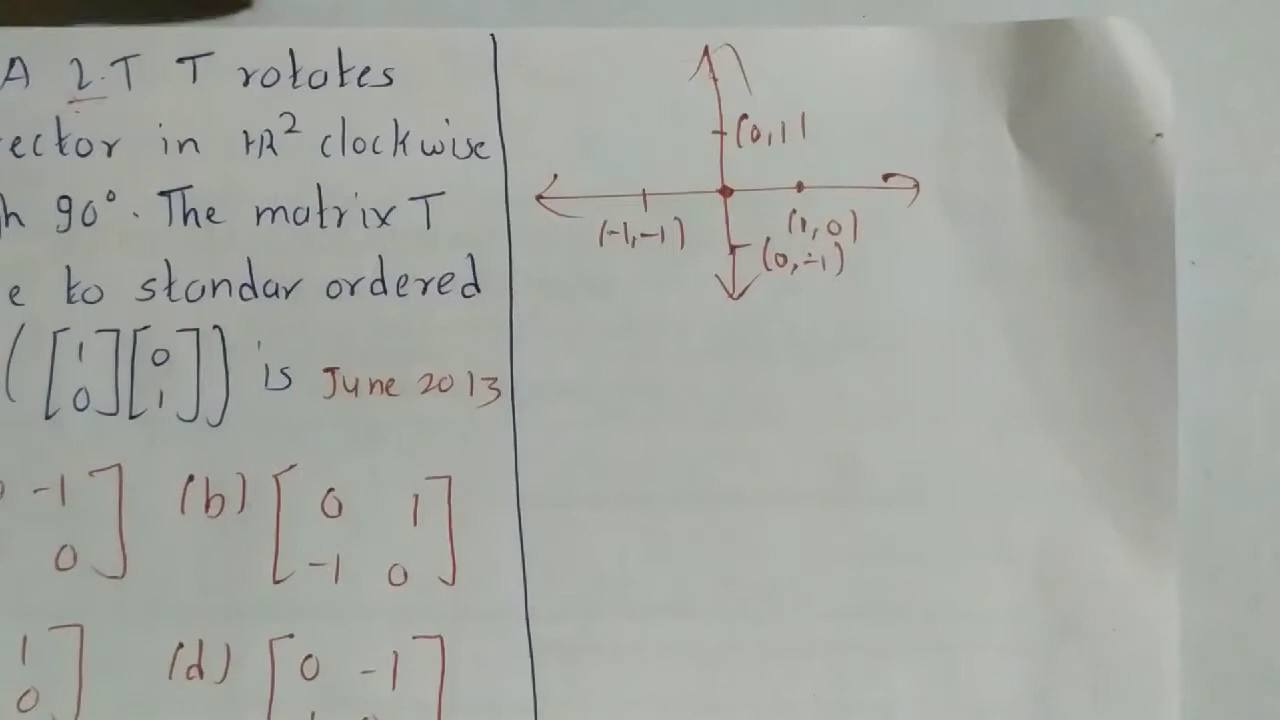 A L.T T rotates
ector in IR² clockwise
h 90°. The matrix T
e to standar ordered
([1 0][0 1]) is June 2013
-1
0
(b) [0 1
-1 0]
1
0
(d) [0 -1
(0,1)
(-1,-1)
(1,0)
(0,-1)